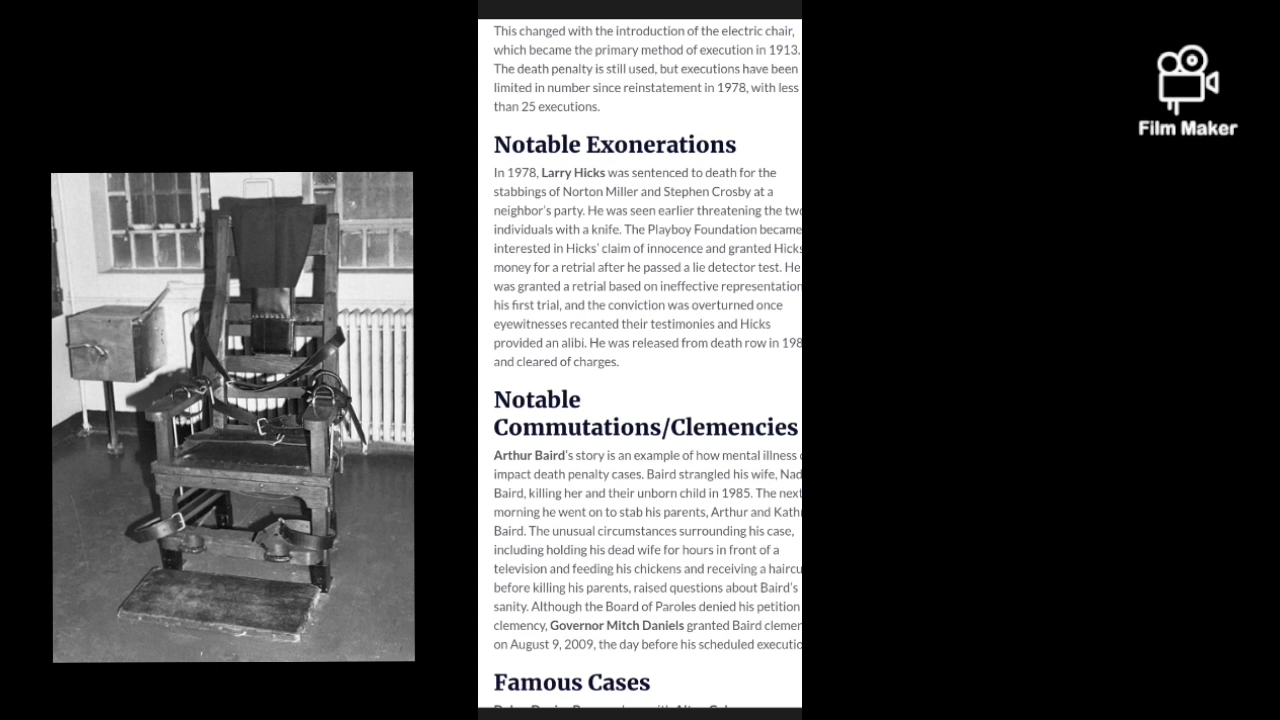 This changed with the introduction of the electric chair,
which became the primary method of execution in 1913.
The death penalty is still used, but executions have been
limited in number since reinstatement in 1978, with less
than 25 executions.
Notable Exonerations
In 1978, Larry Hicks was sentenced to death for the
stabbings of Norton Miller and Stephen Crosby at a
neighbor's party. He was seen earlier threatening the two
individuals with a knife. The Playboy Foundation became
interested in Hicks' claim of innocence and granted Hicks
money for a retrial after he passed a lie detector test. He
was granted a retrial based on ineffective representation
his first trial, and the conviction was overturned once
eyewitnesses recanted their testimonies and Hicks
provided an alibi. He was released from death row in 198
and cleared of charges.
Notable
Commutations/Clemencies
Arthur Baird's story is an example of how mental illness
impact death penalty cases. Baird strangled his wife, Nad
Baird, killing her and their unborn child in 1985. The next
morning he went on to stab his parents, Arthur and Kath
Baird. The unusual circumstances surrounding his case,
including holding his dead wife for hours in front of a
television and feeding his chickens and receiving a haircu
before killing his parents, raised questions about Baird's
sanity. Although the Board of Paroles denied his petition
clemency, Governor Mitch Daniels granted Baird clemen
on August 9, 2009, the day before his scheduled executio
Famous Cases
Film Maker